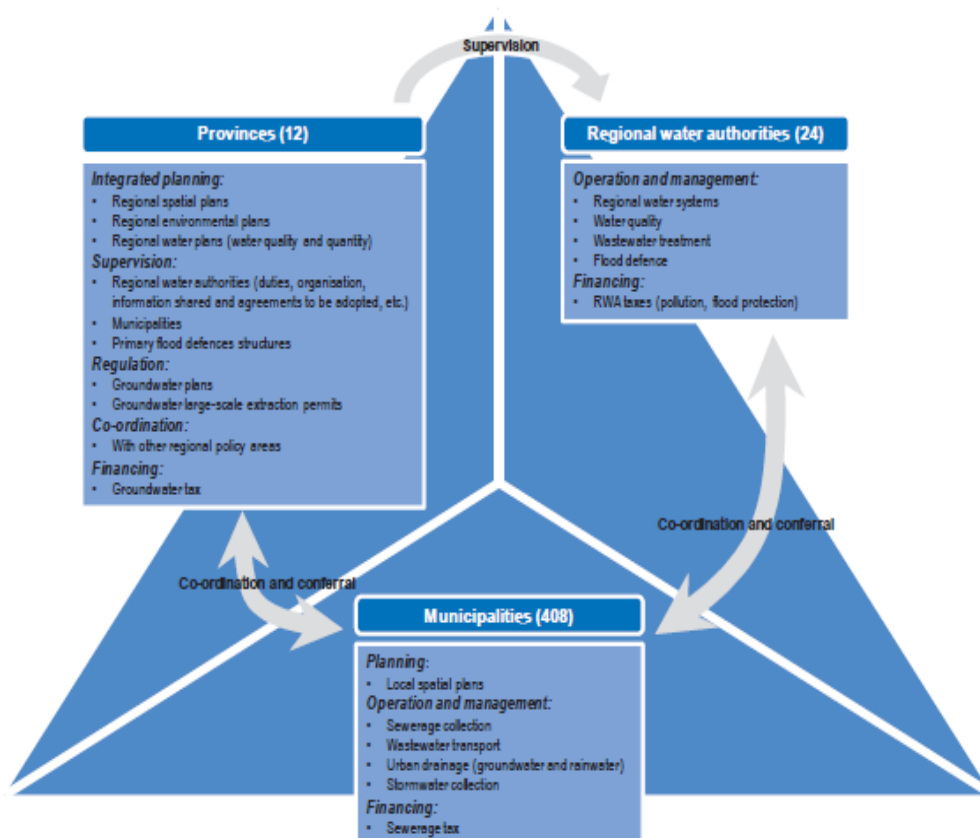 Supervision
Provinces (12)
Integrated planning:
• Regional spatial plans
• Regional environmental plans
• Regional water plans (water quality and quantity)
Supervision:
• Regional water authorities (duties, organisation,
information shared and agreements to be adopted, etc.)
• Municipalities
• Primary flood defences structures
Regulation:
• Groundwater plans
• Groundwater large-scale extraction permits
Co-ordination:
• With other regional policy areas
Financing:
• Groundwater tax
Regional water authorities (24)
Operation and management:
• Regional water systems
• Water quality
• Wastewater treatment
• Flood defence
Financing:
• RWA taxes (pollution, flood protection)
Co-ordination and conferral
Co-ordination and conferral
Municipalities (408)
Planning:
• Local spatial plans
Operation and management:
• Sewerage collection
• Wastewater transport
• Urban drainage (groundwater and rainwater)
• Stormwater collection
Financing:
• Sewerage tax